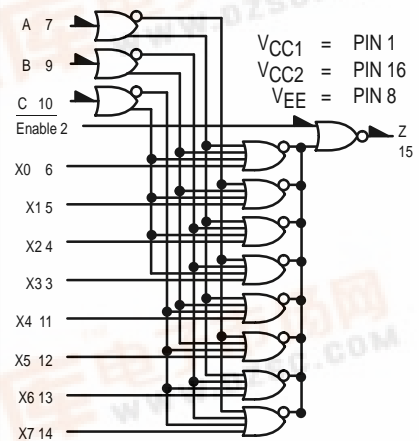 A 7
B 9
C 10
Enable 2
X0 6
X1 5
X2 4
X3 3
X4 11
X5 12
X6 13
X7 14
VCC1 = PIN 1
VCC2 = PIN 16
VEE = PIN 8
Z
15